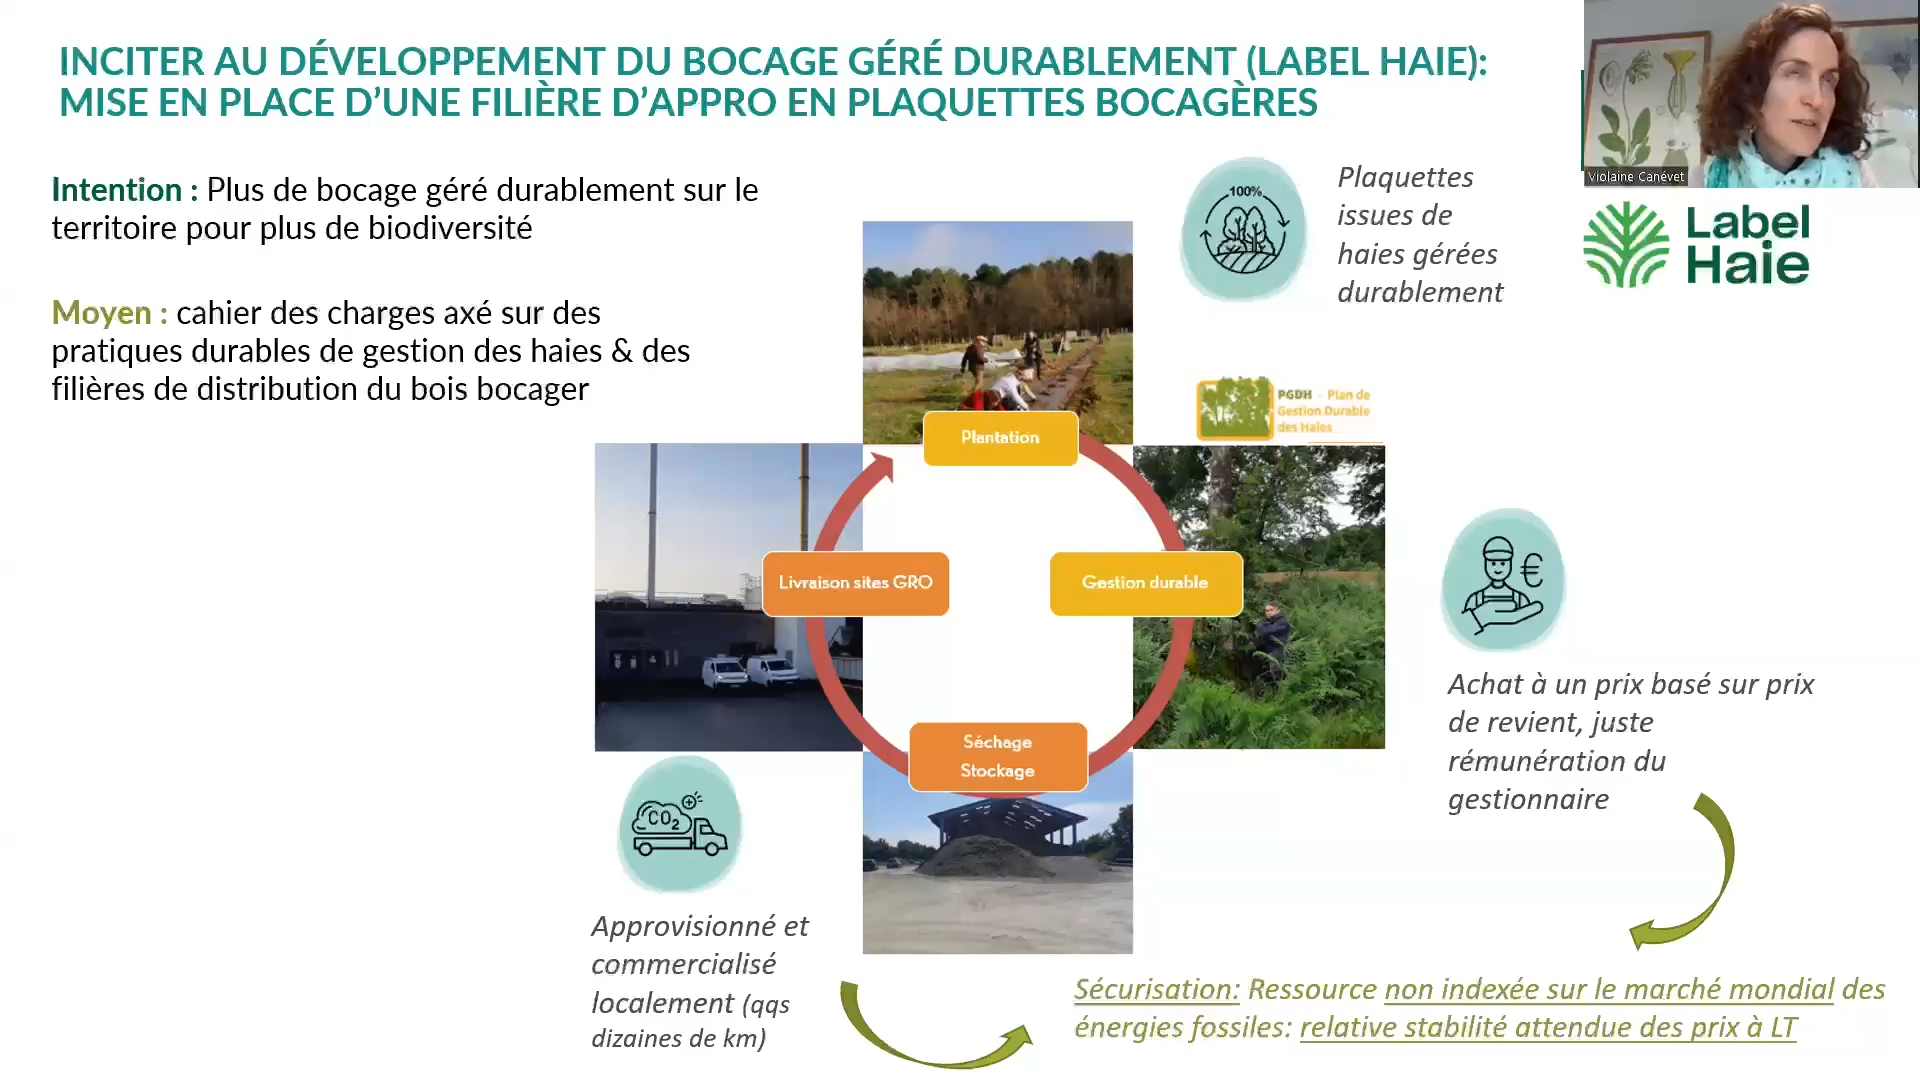 INCITER AU DÉVELOPPEMENT DU BOCAGE GÉRÉ DURABLEMENT (LABEL HAIE):
MISE EN PLACE D’UNE FILIÈRE D’APPRO EN PLAQUETTES BOCAGÈRES
Violaine Canévet
Intention : Plus de bocage géré durablement sur le
territoire pour plus de biodiversité
Moyen : cahier des charges axé sur des
pratiques durables de gestion des haies & des
filières de distribution du bois bocager
100%
Plaquettes
issues de
haies gérées
durablement
Label
Haie
PGDH - Plan de
Gestion Durable
des Haies
Plantation
Livraison sites GRO
Gestion durable
Séchage
Stockage
€
Achat à un prix basé sur prix
de revient, juste
rémunération du
gestionnaire
CO2
Approvisionné et
commercialisé
localement (qqs
dizaines de km)
Sécurisation: Ressource non indexée sur le marché mondial des
énergies fossiles: relative stabilité attendue des prix à LT